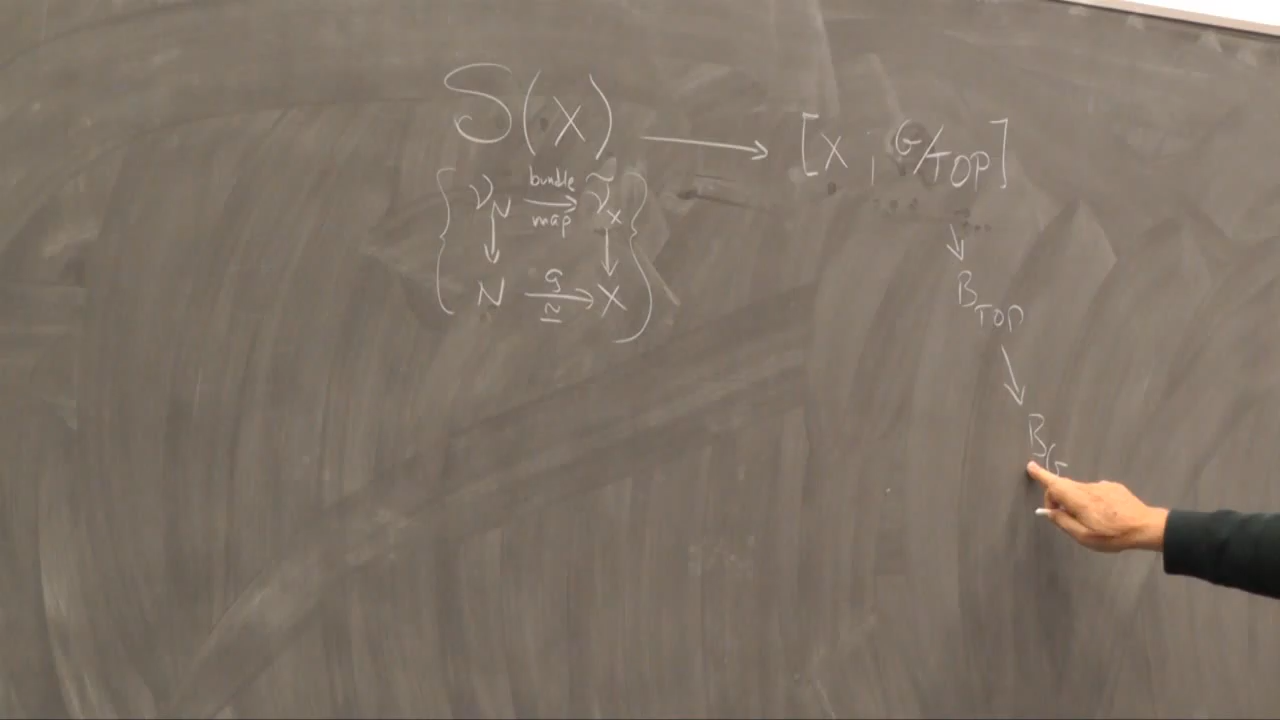 S(X) ⟶ [X, G/TOP]
ν_N bundle map ⟶ ν̃_X
↓ ↓
N g ⟶ ≃ X
↓
B_TOP
↓
B_G